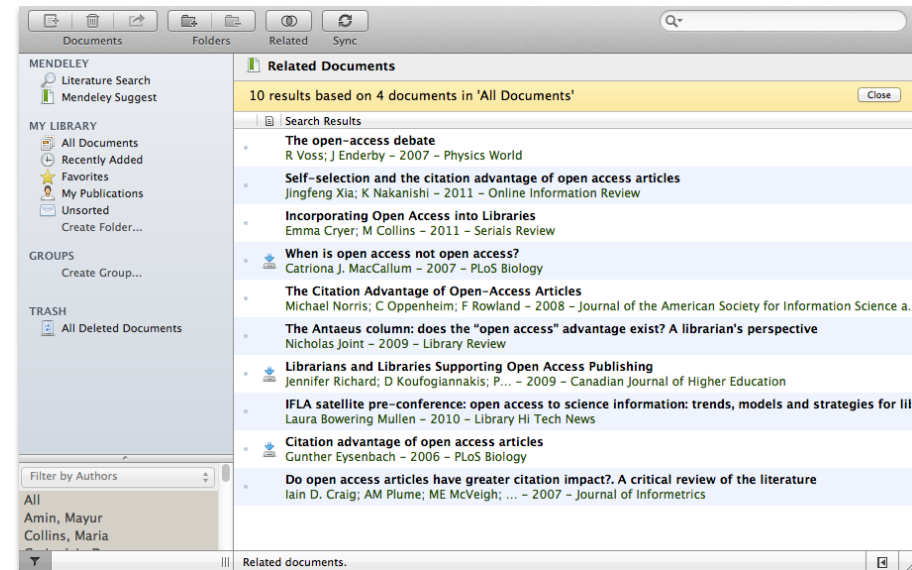 Documents
Folders
Related
Sync
MENDELEY
Literature Search
Mendeley Suggest
MY LIBRARY
All Documents
Recently Added
Favorites
My Publications
Unsorted
Create Folder...
GROUPS
Create Group...
TRASH
All Deleted Documents
Filter by Authors
All
Amin, Mayur
Collins, Maria
Related Documents
10 results based on 4 documents in 'All Documents'
Close
Search Results
The open-access debate
R Voss; J Enderby – 2007 – Physics World
Self-selection and the citation advantage of open access articles
Jingfeng Xia; K Nakanishi – 2011 – Online Information Review
Incorporating Open Access into Libraries
Emma Cryer; M Collins – 2011 – Serials Review
When is open access not open access?
Catriona J. MacCallum – 2007 – PLoS Biology
The Citation Advantage of Open-Access Articles
Michael Norris; C Oppenheim; F Rowland – 2008 – Journal of the American Society for Information Science a..
The Antaeus column: does the “open access” advantage exist? A librarian's perspective
Nicholas Joint – 2009 – Library Review
Librarians and Libraries Supporting Open Access Publishing
Jennifer Richard; D Koufogiannakis; P... – 2009 – Canadian Journal of Higher Education
IFLA satellite pre-conference: open access to science information: trends, models and strategies for lib
Laura Bowering Mullen – 2010 – Library Hi Tech News
Citation advantage of open access articles
Gunther Eysenbach – 2006 – PLoS Biology
Do open access articles have greater citation impact?. A critical review of the literature
Iain D. Craig; AM Plume; ME McVeigh; ... – 2007 – Journal of Informetrics
Related documents.